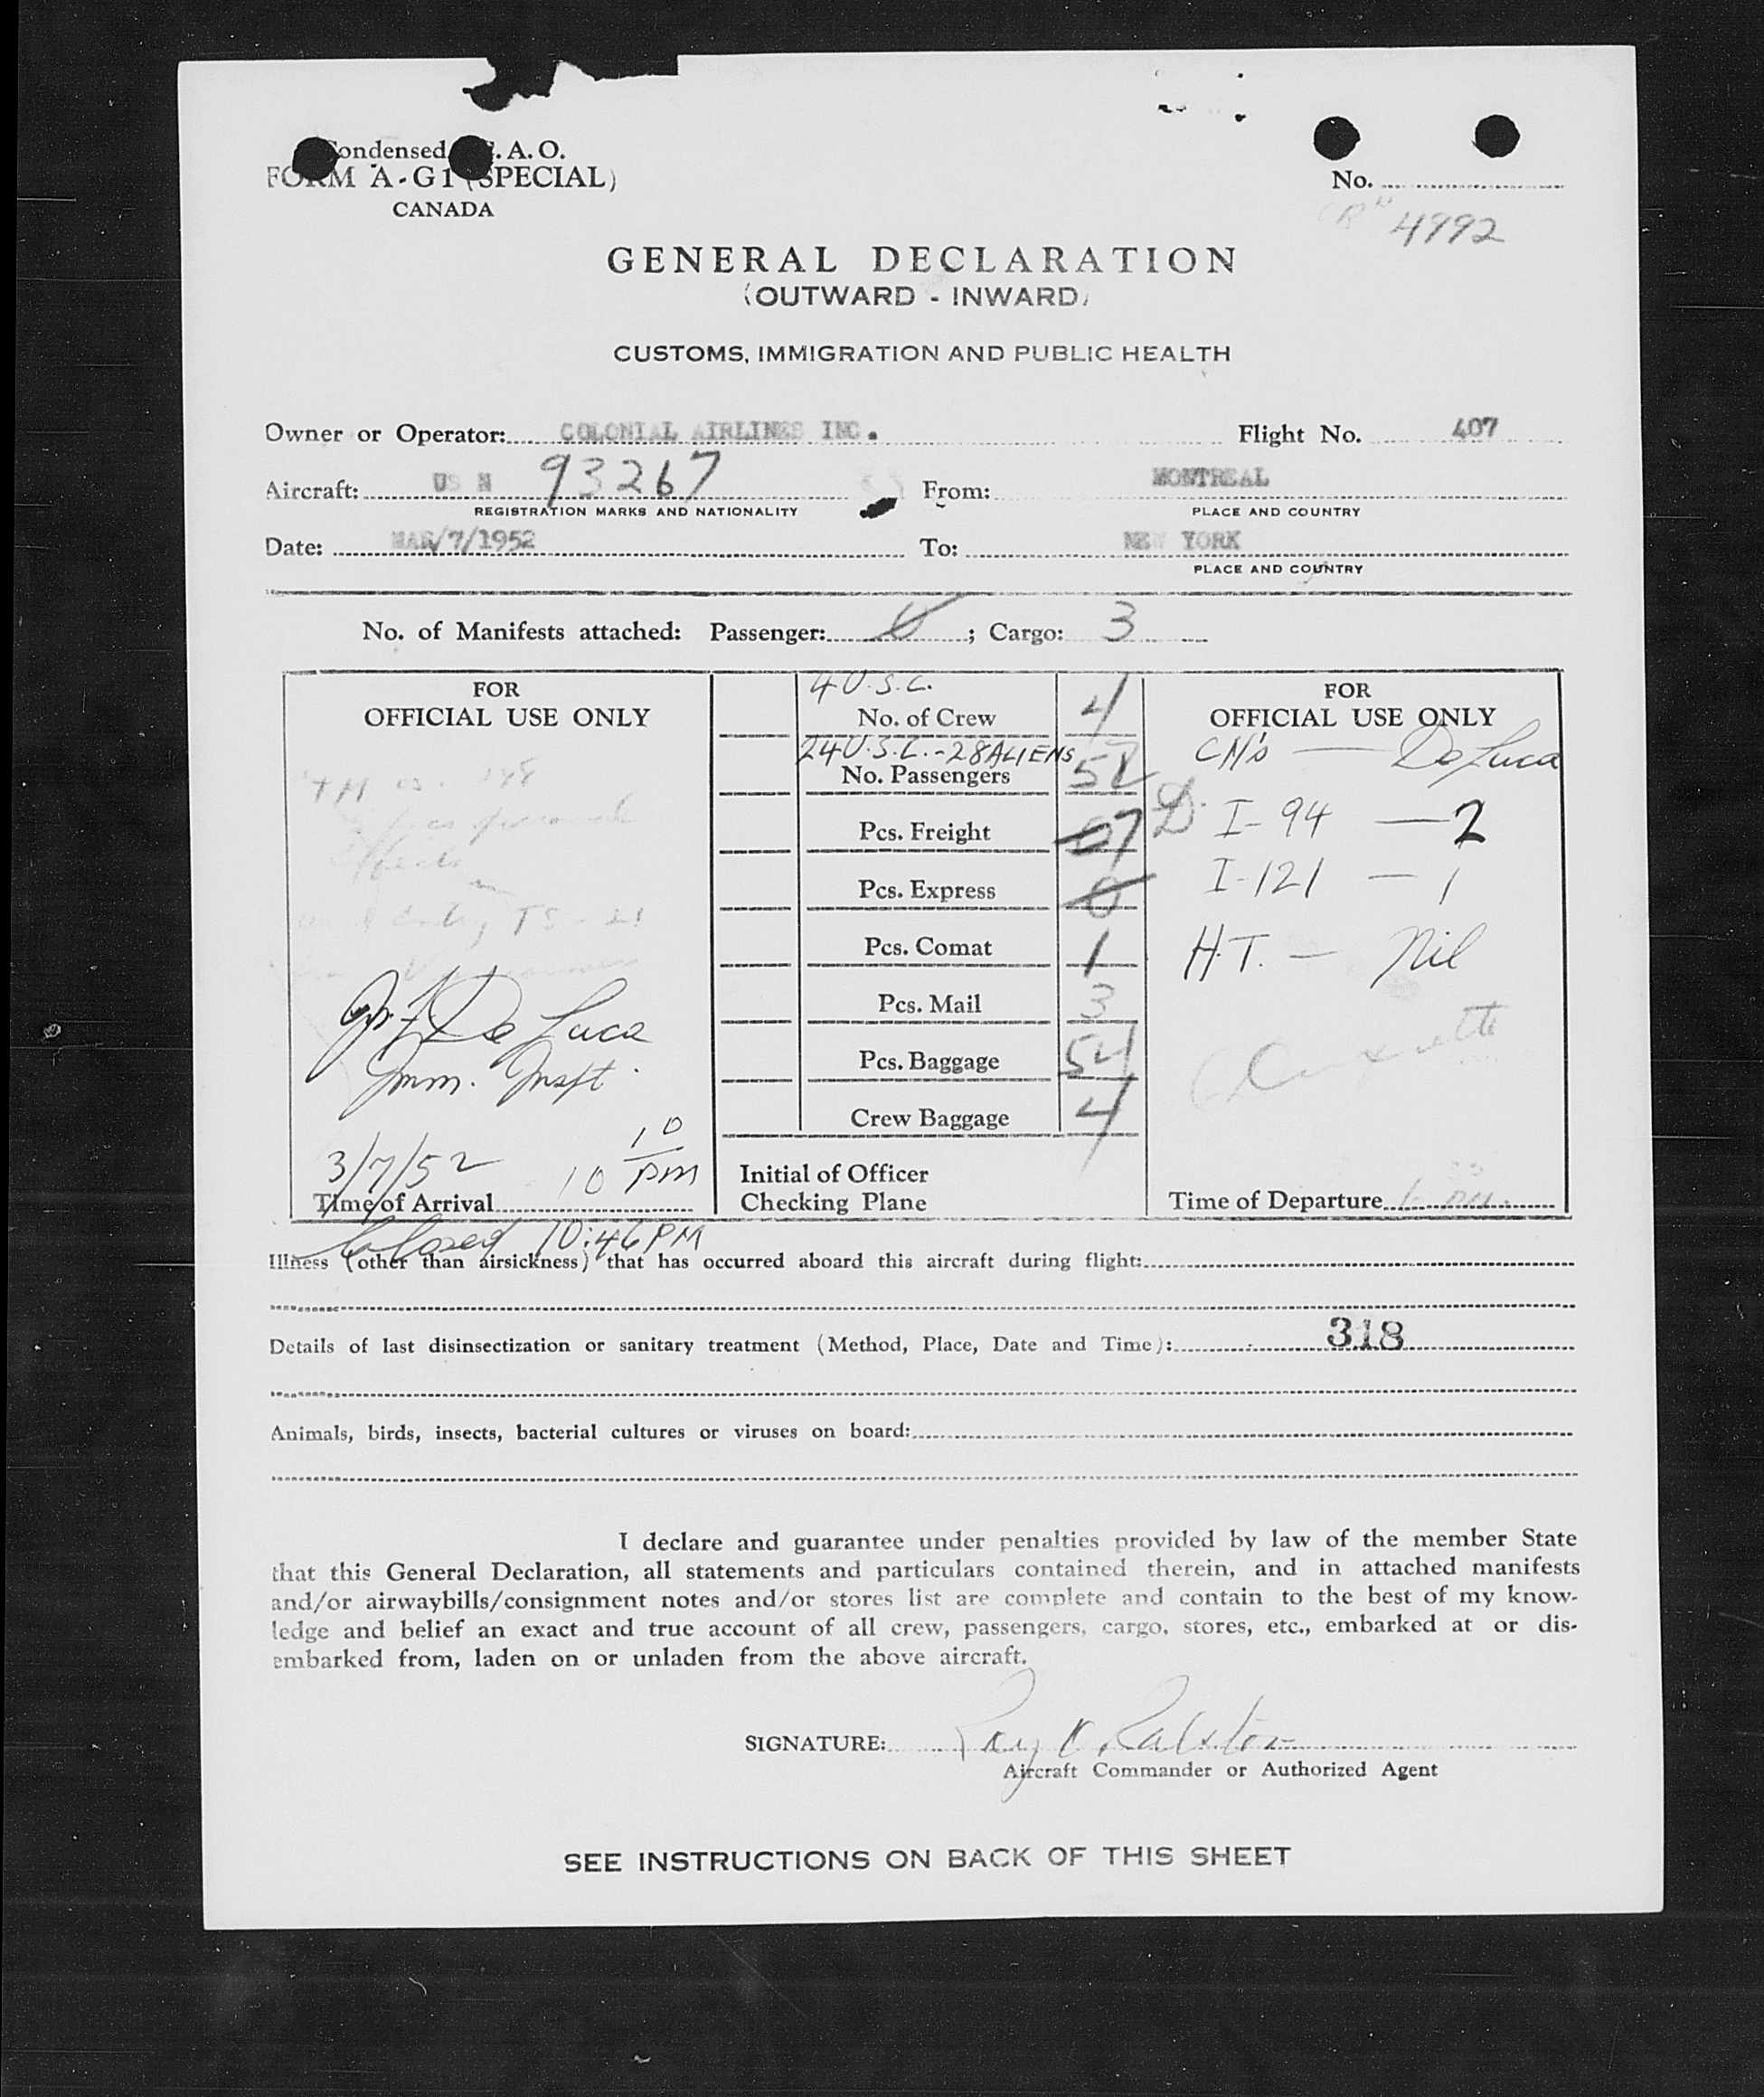 Condensed I.C.A.O.
FORM A-G1 (SPECIAL)
CANADA
No.
4992
GENERAL DECLARATION
(OUTWARD - INWARD)
CUSTOMS, IMMIGRATION AND PUBLIC HEALTH
Owner or Operator: COLONIAL AIRLINES INC. Flight No. 407
Aircraft: US N 93267 From: MONTREAL
REGISTRATION MARKS AND NATIONALITY PLACE AND COUNTRY
Date: MAR/7/1952 To: NEW YORK
PLACE AND COUNTRY
No. of Manifests attached: Passenger: 6; Cargo: 3
FOR
OFFICIAL USE ONLY
De Luca
Imm. Inspt.
3/7/52 10 10 PM
Time of Arrival
Closed 10:46 PM
4 U.S.C.
No. of Crew 4
24 U.S.C. - 28 ALIENS
No. Passengers 52
Pcs. Freight 7
Pcs. Express 0
Pcs. Comat 1
Pcs. Mail 3
Pcs. Baggage 54
Crew Baggage 4
Initial of Officer
Checking Plane
FOR
OFFICIAL USE ONLY
CN's — De Luca
I-94 — 2
I-121 — 1
H.T. — Nil
Time of Departure
Illness (other than airsickness) that has occurred aboard this aircraft during flight:
Details of last disinsectization or sanitary treatment (Method, Place, Date and Time): 318
Animals, birds, insects, bacterial cultures or viruses on board:
I declare and guarantee under penalties provided by law of the member State
that this General Declaration, all statements and particulars contained therein, and in attached manifests
and/or airwaybills/consignment notes and/or stores list are complete and contain to the best of my know-
ledge and belief an exact and true account of all crew, passengers, cargo, stores, etc., embarked at or dis-
embarked from, laden on or unladen from the above aircraft.
SIGNATURE: Roy K. Ralston
Aircraft Commander or Authorized Agent
SEE INSTRUCTIONS ON BACK OF THIS SHEET